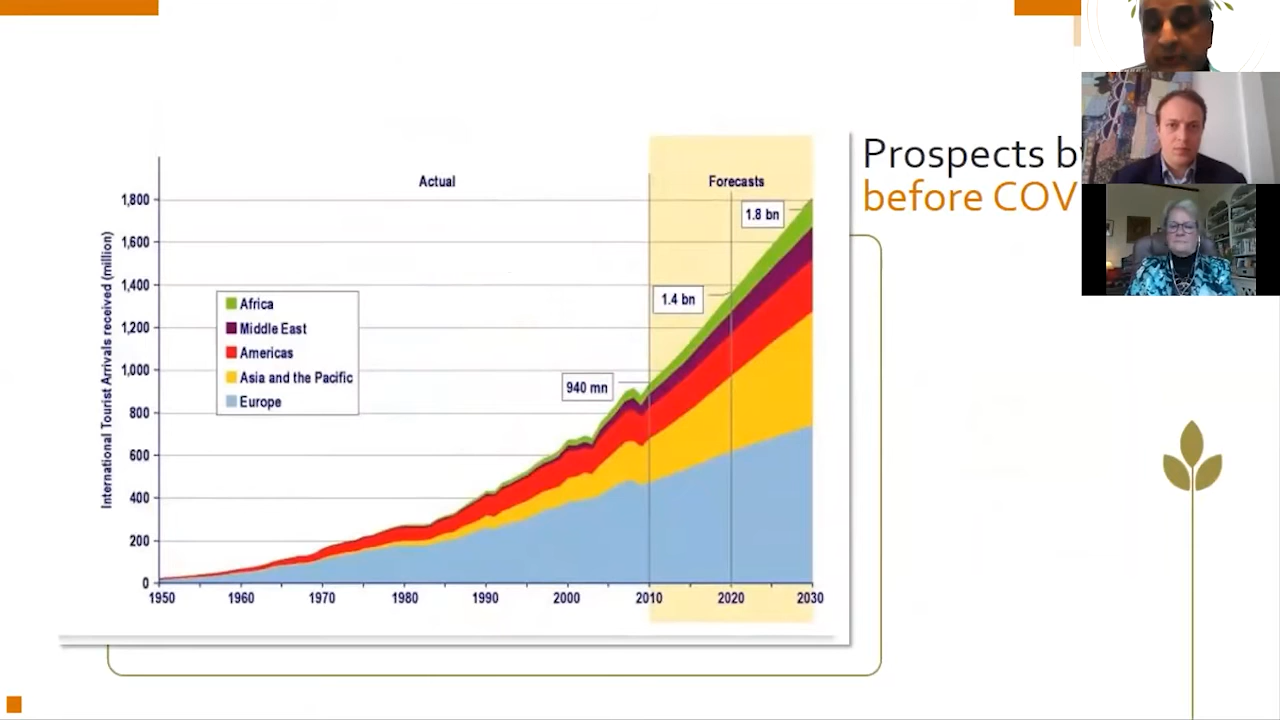 Prospects b
before COV
Actual
Forecasts
1.8 bn
1.4 bn
940 mn
International Tourist Arrivals received (million)
1,800
1,600
1,400
1,200
1,000
800
600
400
200
0
Africa
Middle East
Americas
Asia and the Pacific
Europe
1950 1960 1970 1980 1990 2000 2010 2020 2030